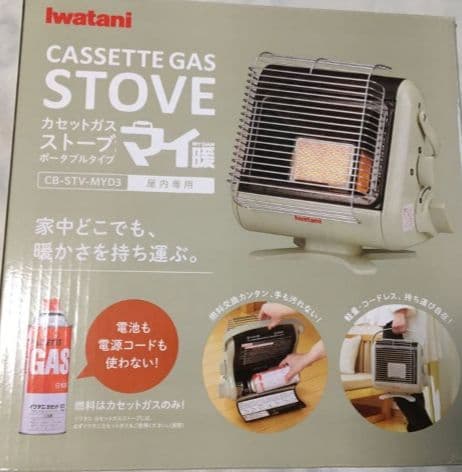 Iwatani
CASSETTE GAS
STOVE
カセットガス
ストーブ
ポータブルタイプ
マイ暖
CB-STV-MYD3
屋内専用
Iwatani
家中どこでも、
暖かさを持ち運ぶ。
電池も
電源コードも
使わない!
燃料はカセットガスのみ!
燃料交換カンタン、手も汚れない!
軽量・コードレス、持ち運び自在!
GAS